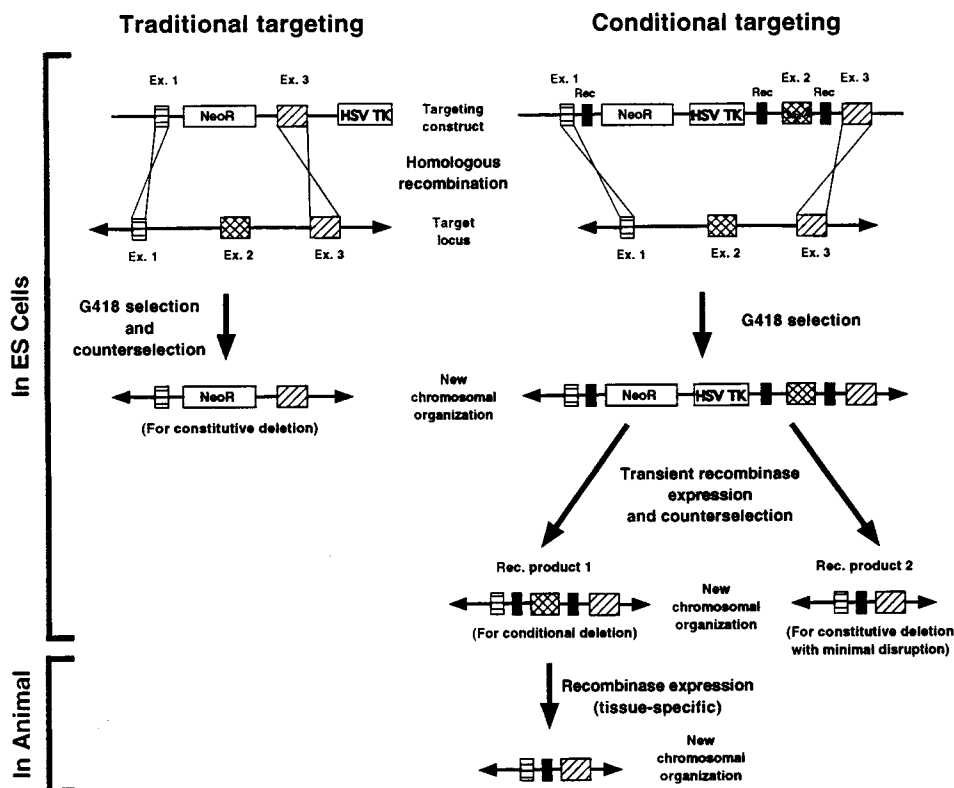 Traditional targeting
Conditional targeting
In ES Cells
In Animal
Ex. 1
Ex. 3
NeoR
HSV TK
Targeting
construct
Homologous
recombination
Target
locus
Ex. 1
Ex. 2
Ex. 3
G418 selection
and
counterselection
NeoR
(For constitutive deletion)
New
chromosomal
organization
Ex. 1
Rec
NeoR
HSV TK
Rec
Ex. 2
Rec
Ex. 3
Ex. 1
Ex. 2
Ex. 3
G418 selection
NeoR
HSV TK
Transient recombinase
expression
and counterselection
Rec. product 1
(For conditional deletion)
New
chromosomal
organization
Rec. product 2
(For constitutive deletion
with minimal disruption)
Recombinase expression
(tissue-specific)
New
chromosomal
organization